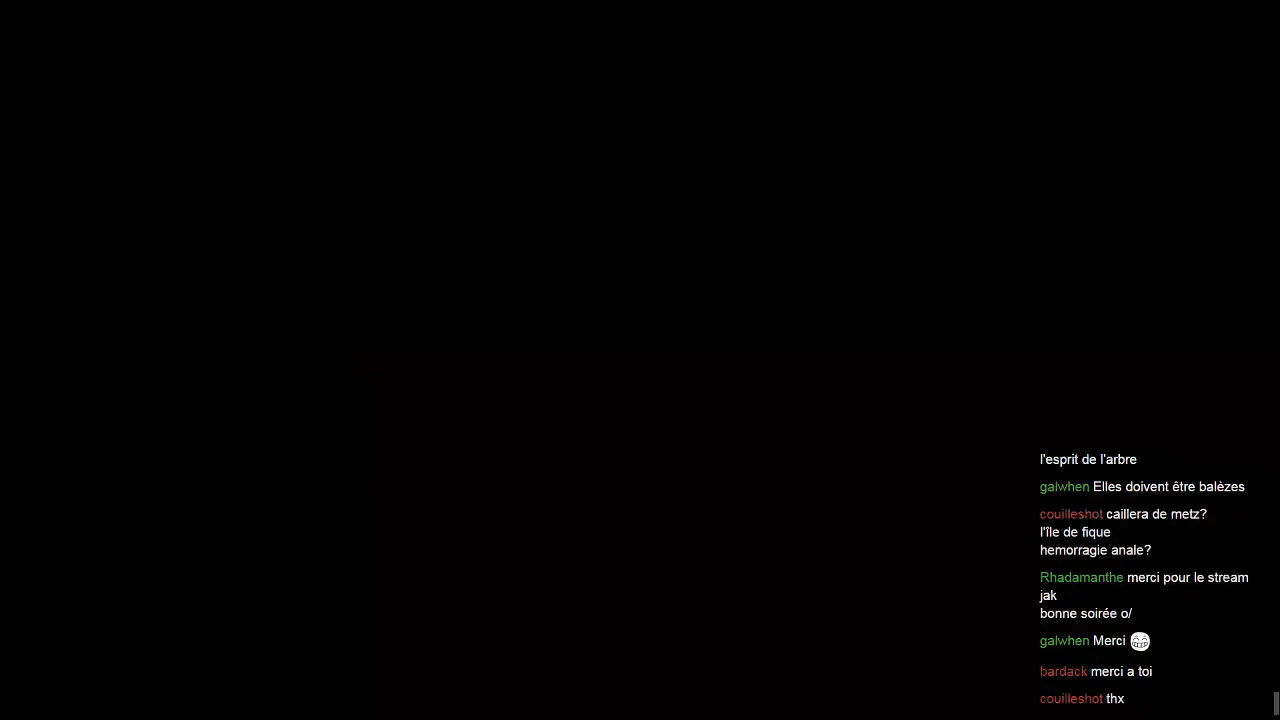 l'esprit de l'arbre
galwhen Elles doivent être balèzes
couilleshot caillera de metz?
l'île de fique
hemorragie anale?
Rhadamanthe merci pour le stream
jak
bonne soirée o/
galwhen Merci
bardack merci a toi
couilleshot thx